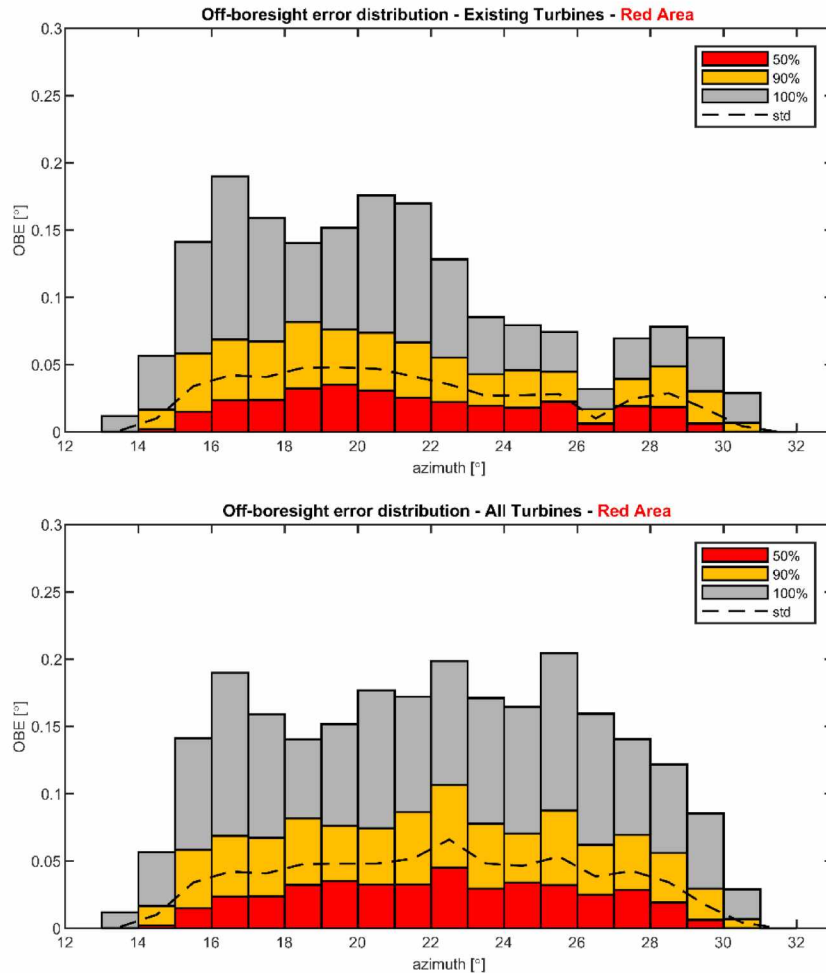 Off-boresight error distribution - Existing Turbines - Red Area
0.3
0.25
0.2
0.15
0.1
0.05
0
OBE [°]
50%
90%
100%
std
12 14 16 18 20 22 24 26 28 30 32
azimuth [°]
Off-boresight error distribution - All Turbines - Red Area
0.3
0.25
0.2
0.15
0.1
0.05
0
OBE [°]
50%
90%
100%
std
12 14 16 18 20 22 24 26 28 30 32
azimuth [°]